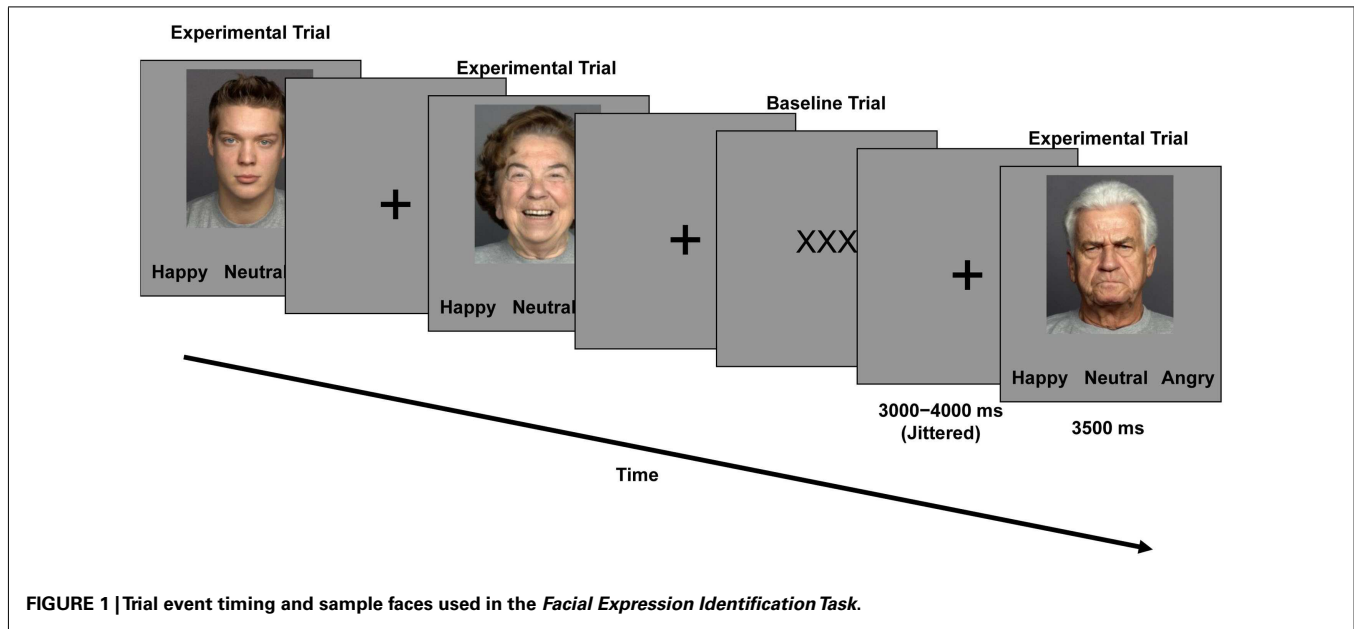 Experimental Trial
Experimental Trial
Baseline Trial
Experimental Trial
Happy Neutral
+
Happy Neutral
+
XXX
+
Happy Neutral Angry
3000–4000 ms
(Jittered)
3500 ms
Time
FIGURE 1 | Trial event timing and sample faces used in the Facial Expression Identification Task.